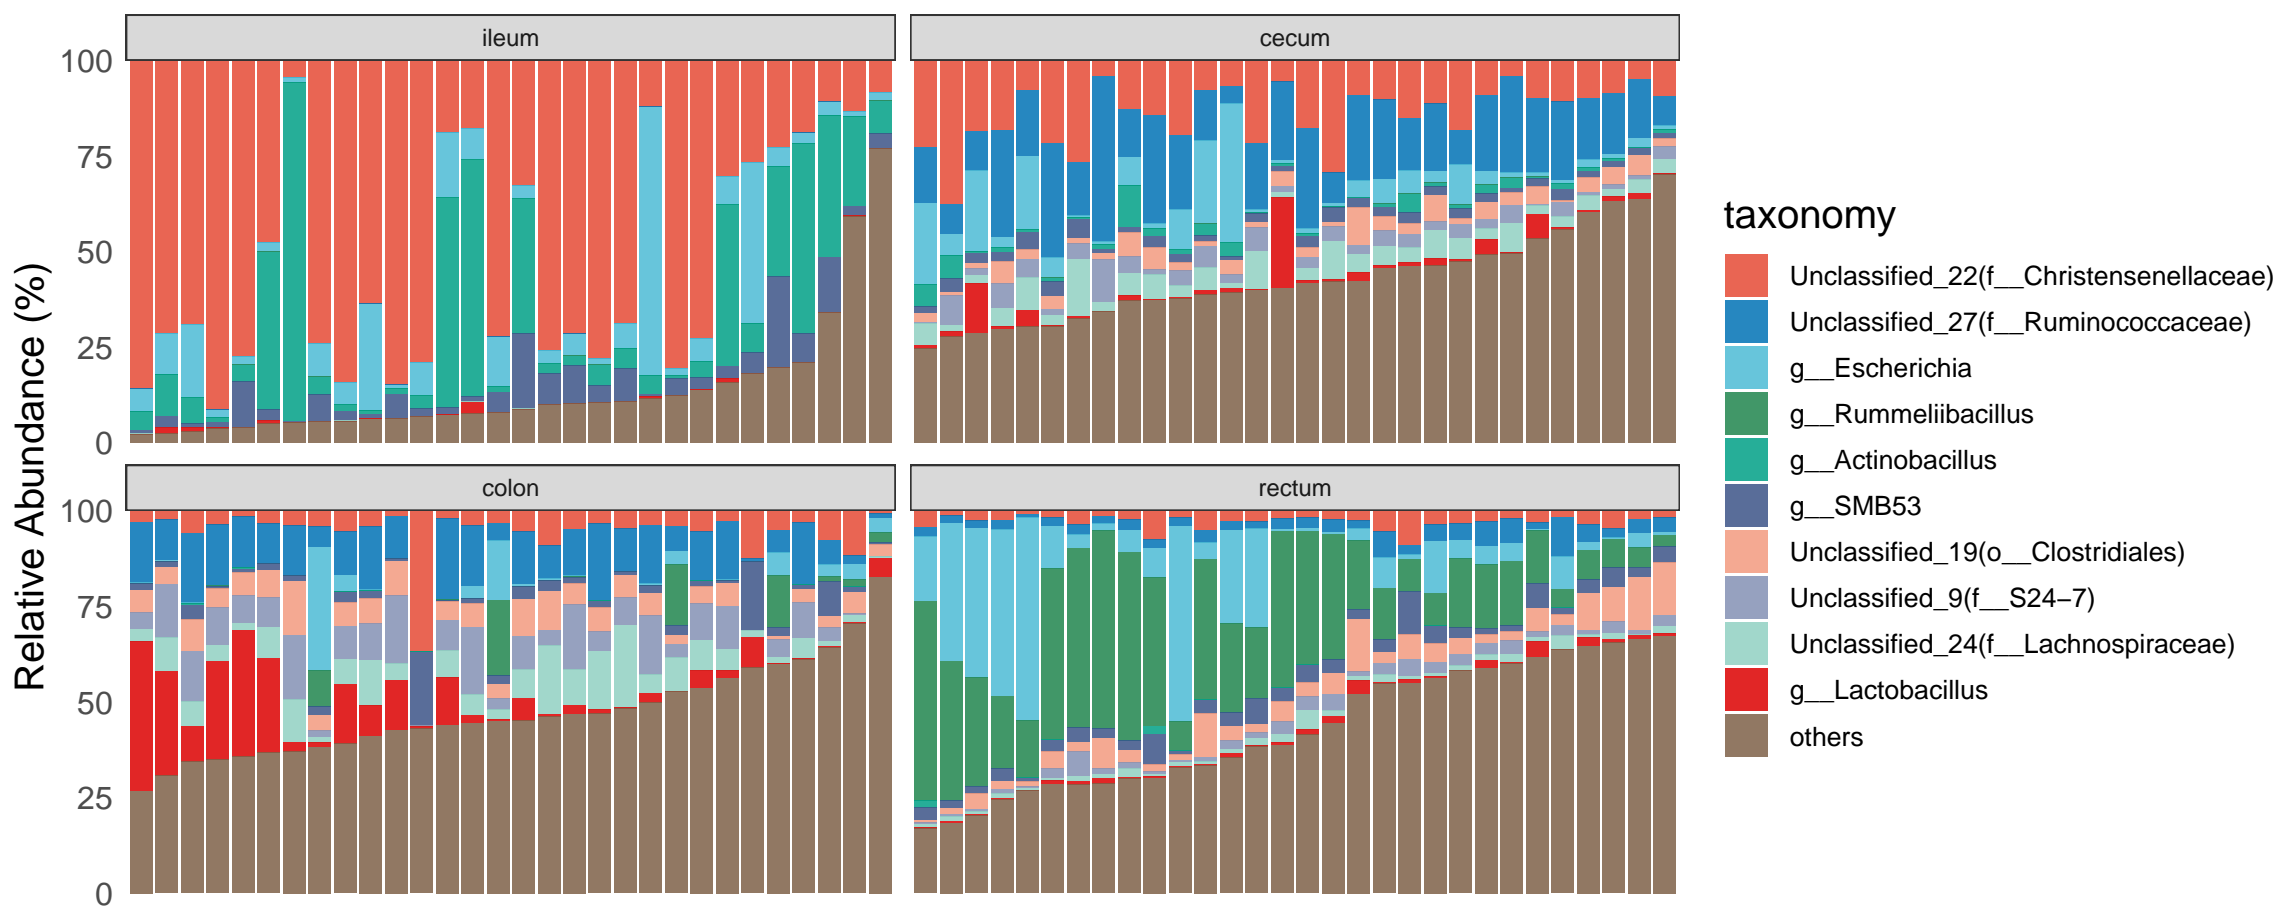 ileum
cecum
100
75
50
25
0
colon
rectum
100
75
50
25
0
Relative Abundance (%)
taxonomy
Unclassified_22(f__Christensenellaceae)
Unclassified_27(f__Ruminococcaceae)
g__Escherichia
g__Rummeliibacillus
g__Actinobacillus
g__SMB53
Unclassified_19(o__Clostridiales)
Unclassified_9(f__S24−7)
Unclassified_24(f__Lachnospiraceae)
g__Lactobacillus
others